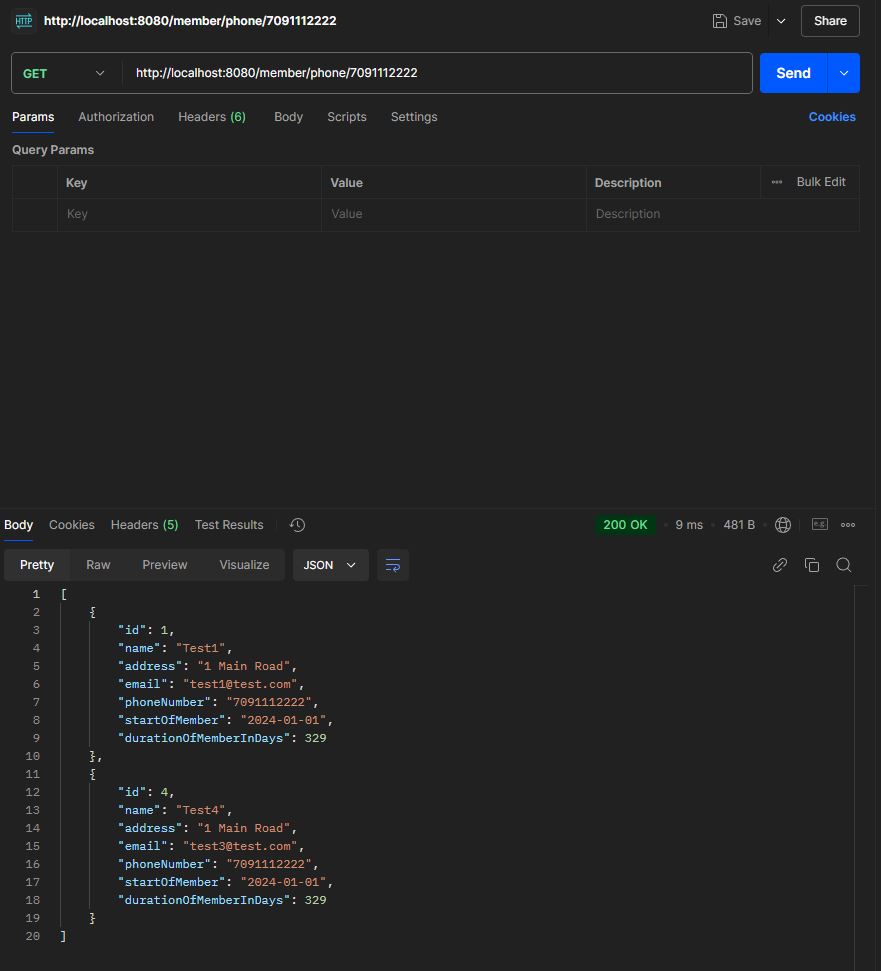 HTTP http://localhost:8080/member/phone/7091112222 Save Share
GET http://localhost:8080/member/phone/7091112222 Send
Params Authorization Headers (6) Body Scripts Settings Cookies
Query Params
Key Value Description ••• Bulk Edit
Key Value Description
Body Cookies Headers (5) Test Results 200 OK • 9 ms • 481 B • e.g. •••
Pretty Raw Preview Visualize JSON
1 [
2 {
3 "id": 1,
4 "name": "Test1",
5 "address": "1 Main Road",
6 "email": "test1@test.com",
7 "phoneNumber": "7091112222",
8 "startOfMember": "2024-01-01",
9 "durationOfMemberInDays": 329
10 },
11 {
12 "id": 4,
13 "name": "Test4",
14 "address": "1 Main Road",
15 "email": "test3@test.com",
16 "phoneNumber": "7091112222",
17 "startOfMember": "2024-01-01",
18 "durationOfMemberInDays": 329
19 }
20 ]